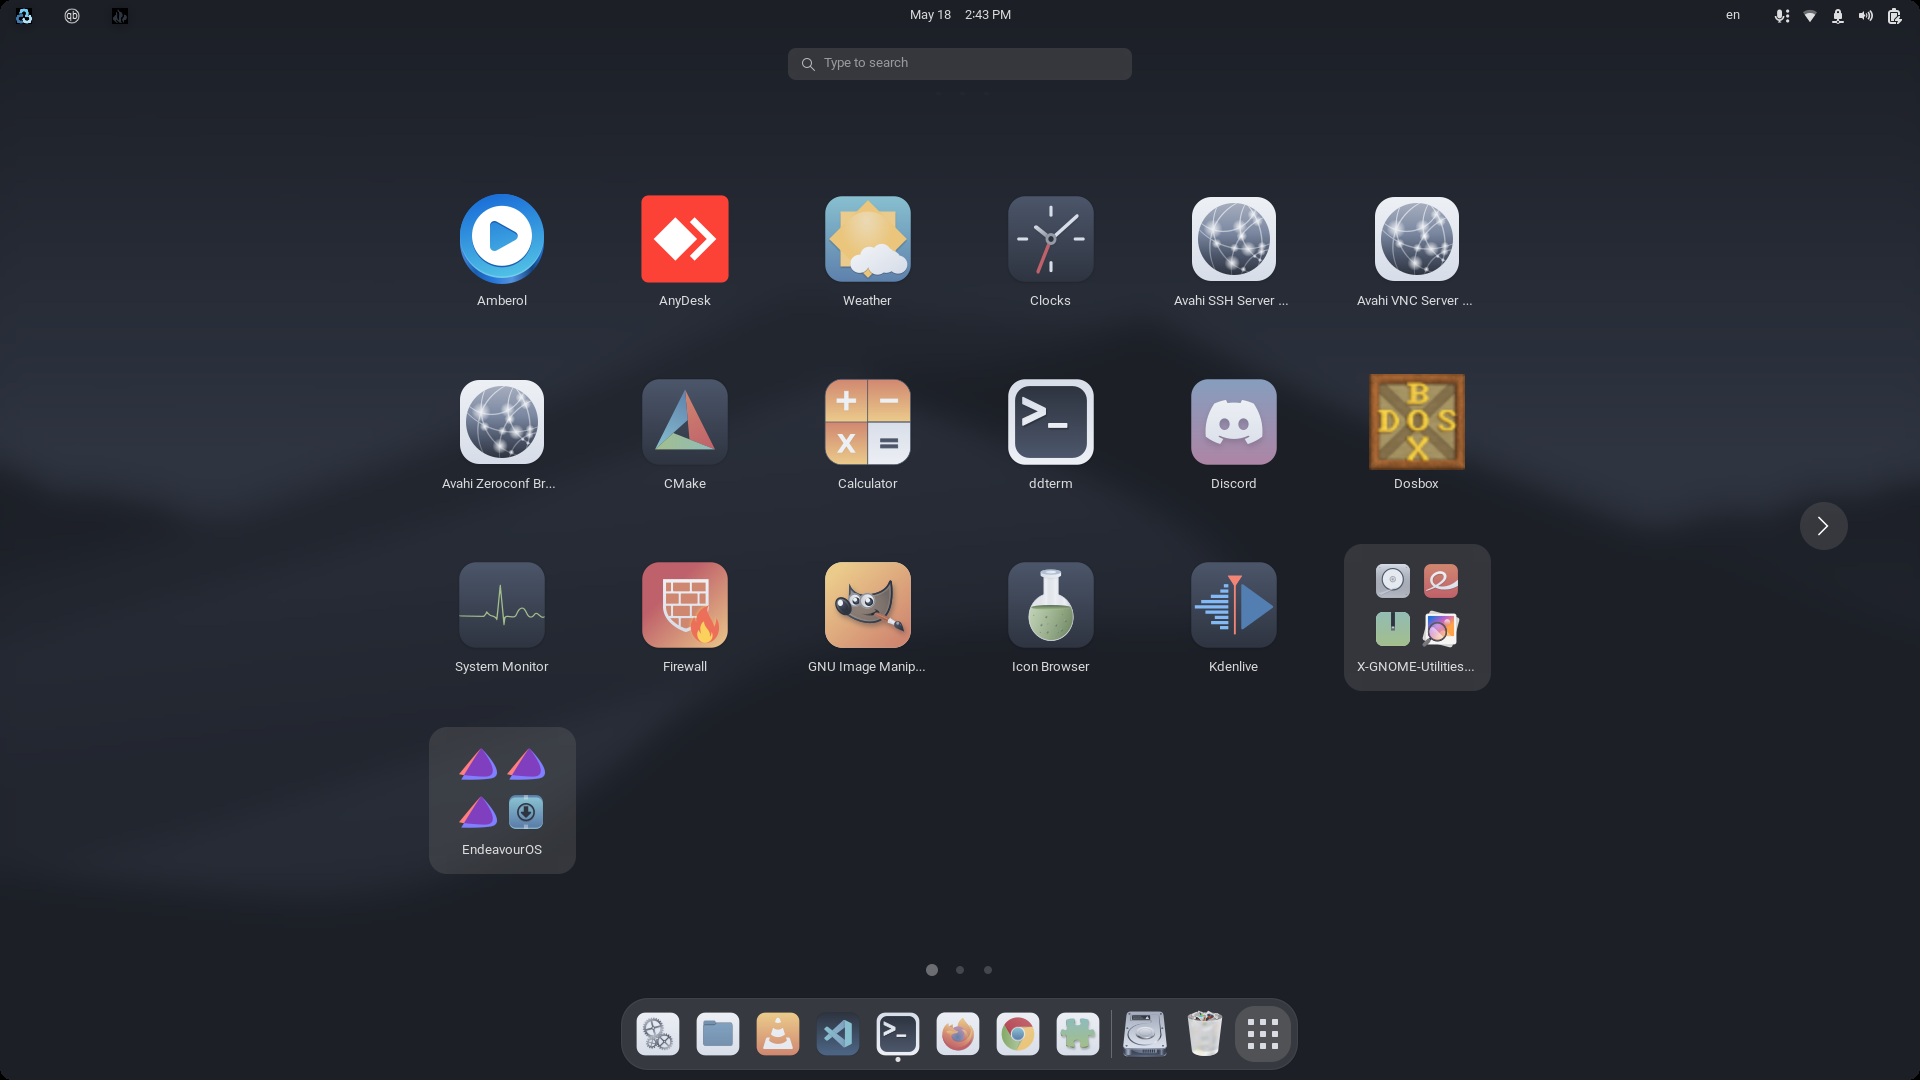 qb
May 18 2:43 PM
en
Type to search
Amberol
AnyDesk
Weather
Clocks
Avahi SSH Server ...
Avahi VNC Server ...
Avahi Zeroconf Br...
CMake
Calculator
ddterm
Discord
B
DOS
X
Dosbox
System Monitor
Firewall
GNU Image Manip...
Icon Browser
Kdenlive
X-GNOME-Utilities...
EndeavourOS